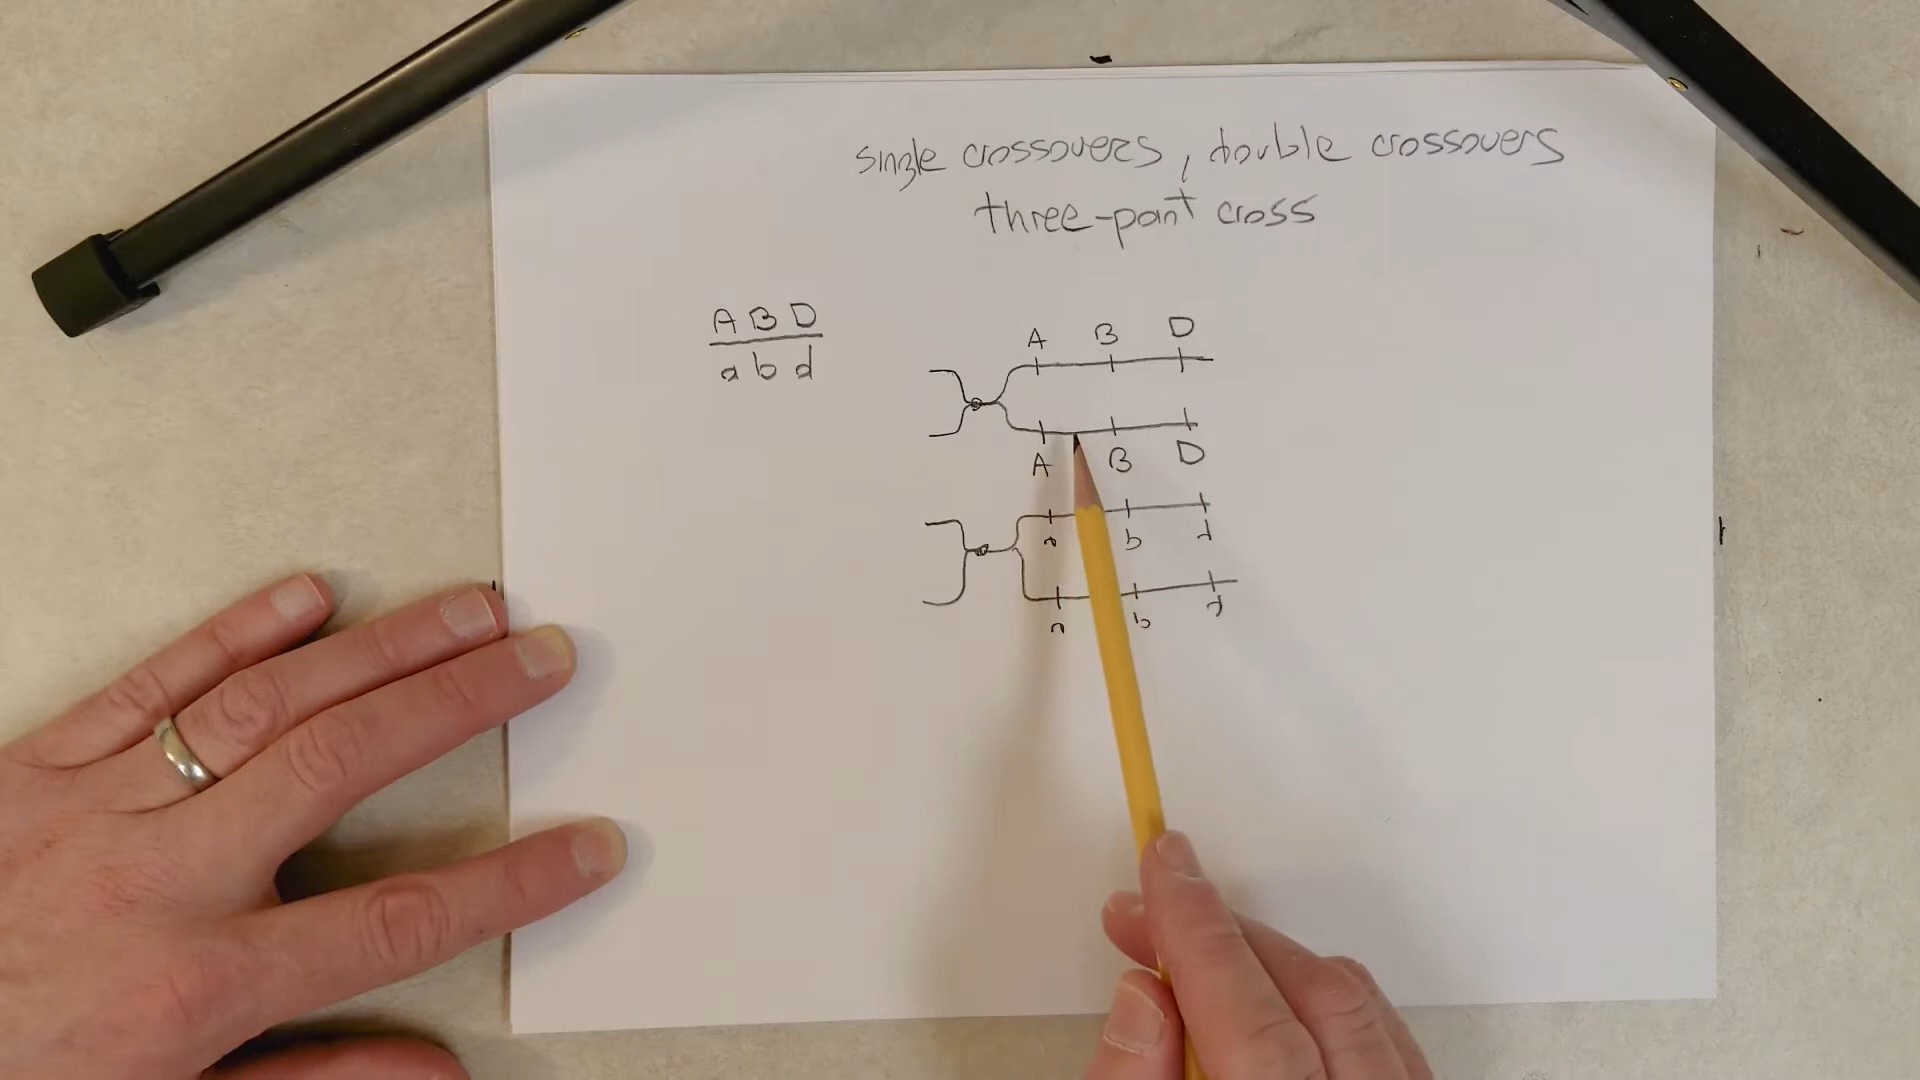 single crossovers, double crossovers
three-point cross
A B D
a b d
A B D
A B D
a b d
a b d